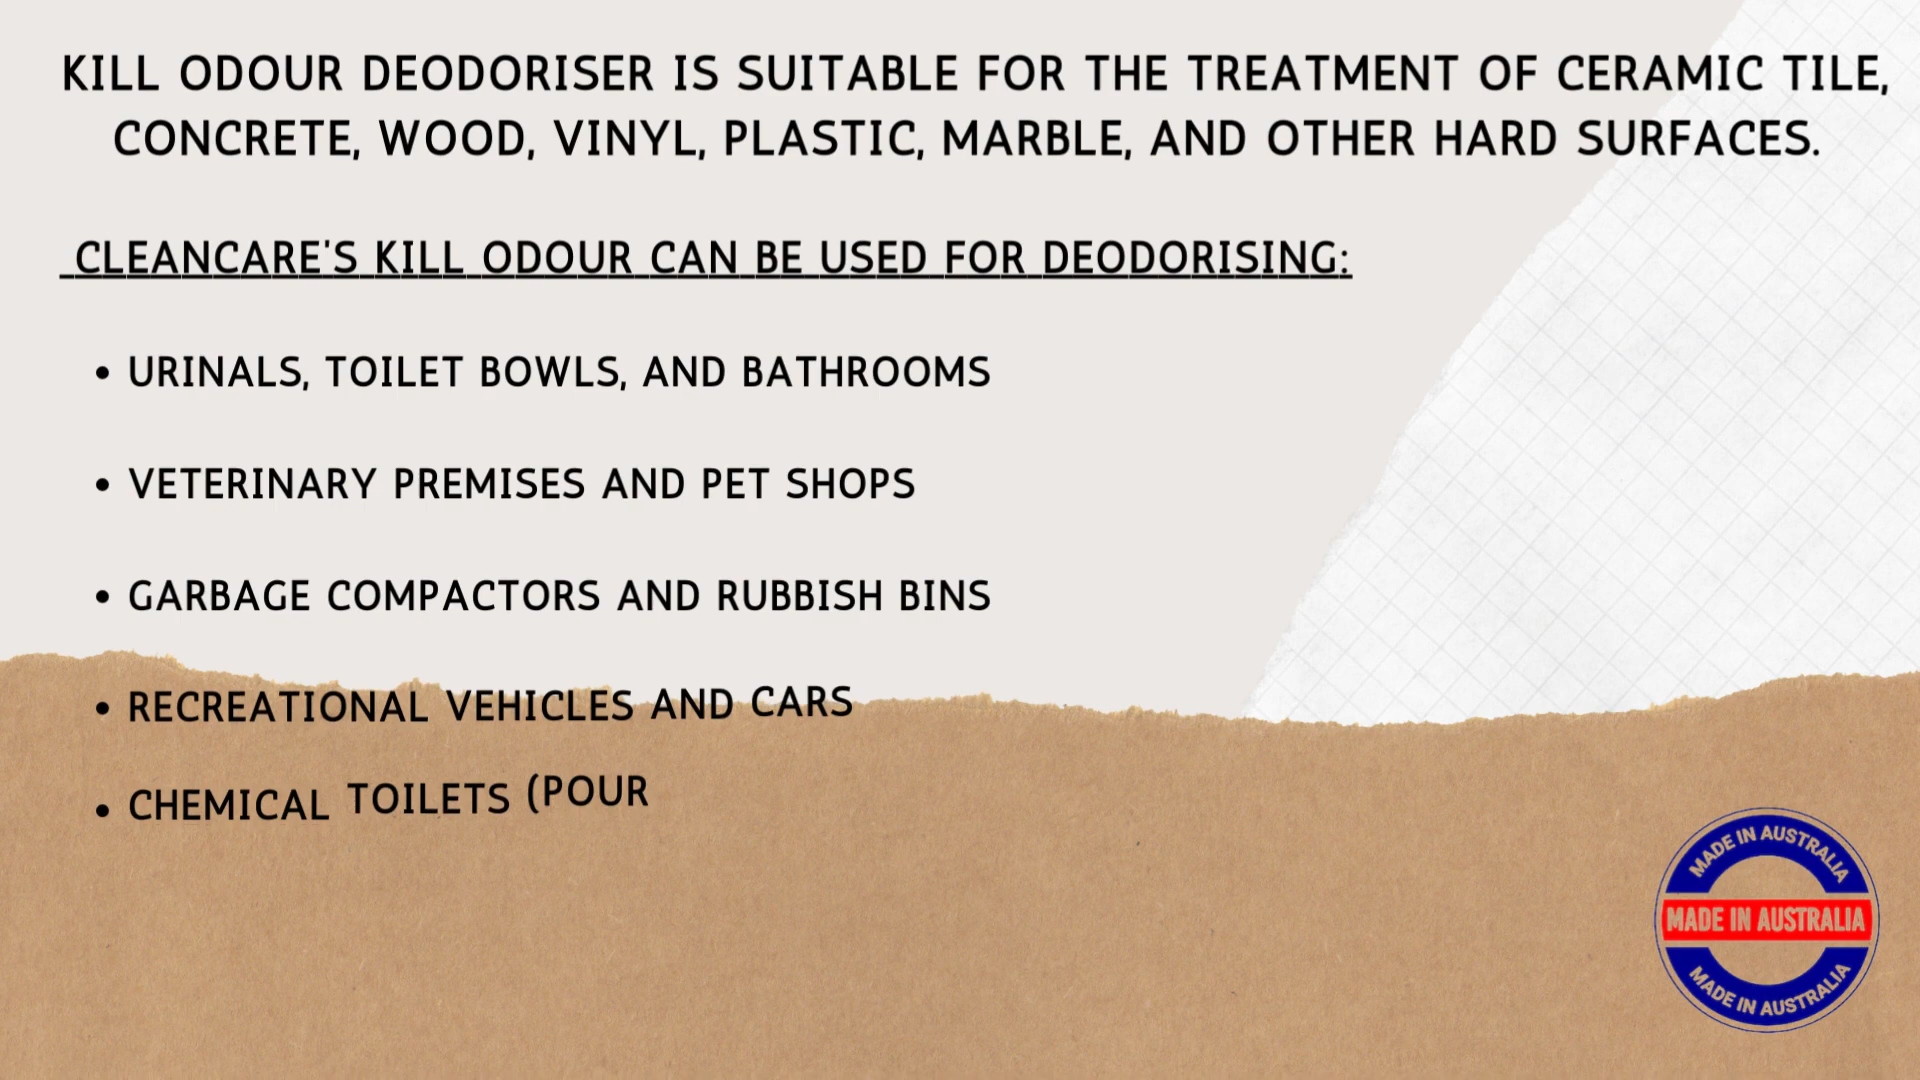 KILL ODOUR DEODORISER IS SUITABLE FOR THE TREATMENT OF CERAMIC TILE,
CONCRETE, WOOD, VINYL, PLASTIC, MARBLE, AND OTHER HARD SURFACES.
CLEANCARE'S KILL ODOUR CAN BE USED FOR DEODORISING:
• URINALS, TOILET BOWLS, AND BATHROOMS
• VETERINARY PREMISES AND PET SHOPS
• GARBAGE COMPACTORS AND RUBBISH BINS
• RECREATIONAL VEHICLES AND CARS
• CHEMICAL TOILETS (POUR
MADE IN AUSTRALIA
MADE IN AUSTRALIA
MADE IN AUSTRALIA